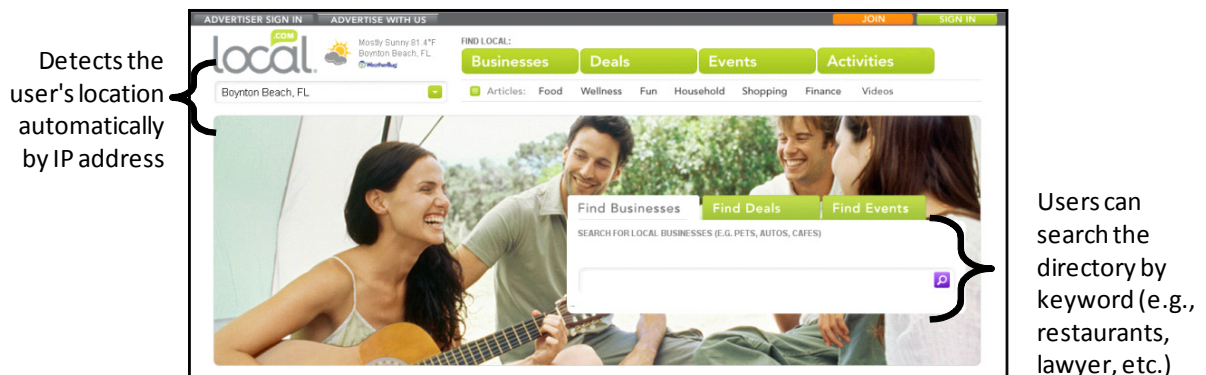 ADVERTISER SIGN IN ADVERTISE WITH US JOIN SIGN IN
local .COM
Mostly Sunny 81.4°F
Boynton Beach, FL
WeatherBug
FIND LOCAL:
Businesses Deals Events Activities
Boynton Beach, FL
Articles: Food Wellness Fun Household Shopping Finance Videos
Detects the
user's location
automatically
by IP address
Find Businesses Find Deals Find Events
SEARCH FOR LOCAL BUSINESSES (E.G. PETS, AUTOS, CAFES)
Users can
search the
directory by
keyword (e.g.,
restaurants,
lawyer, etc.)